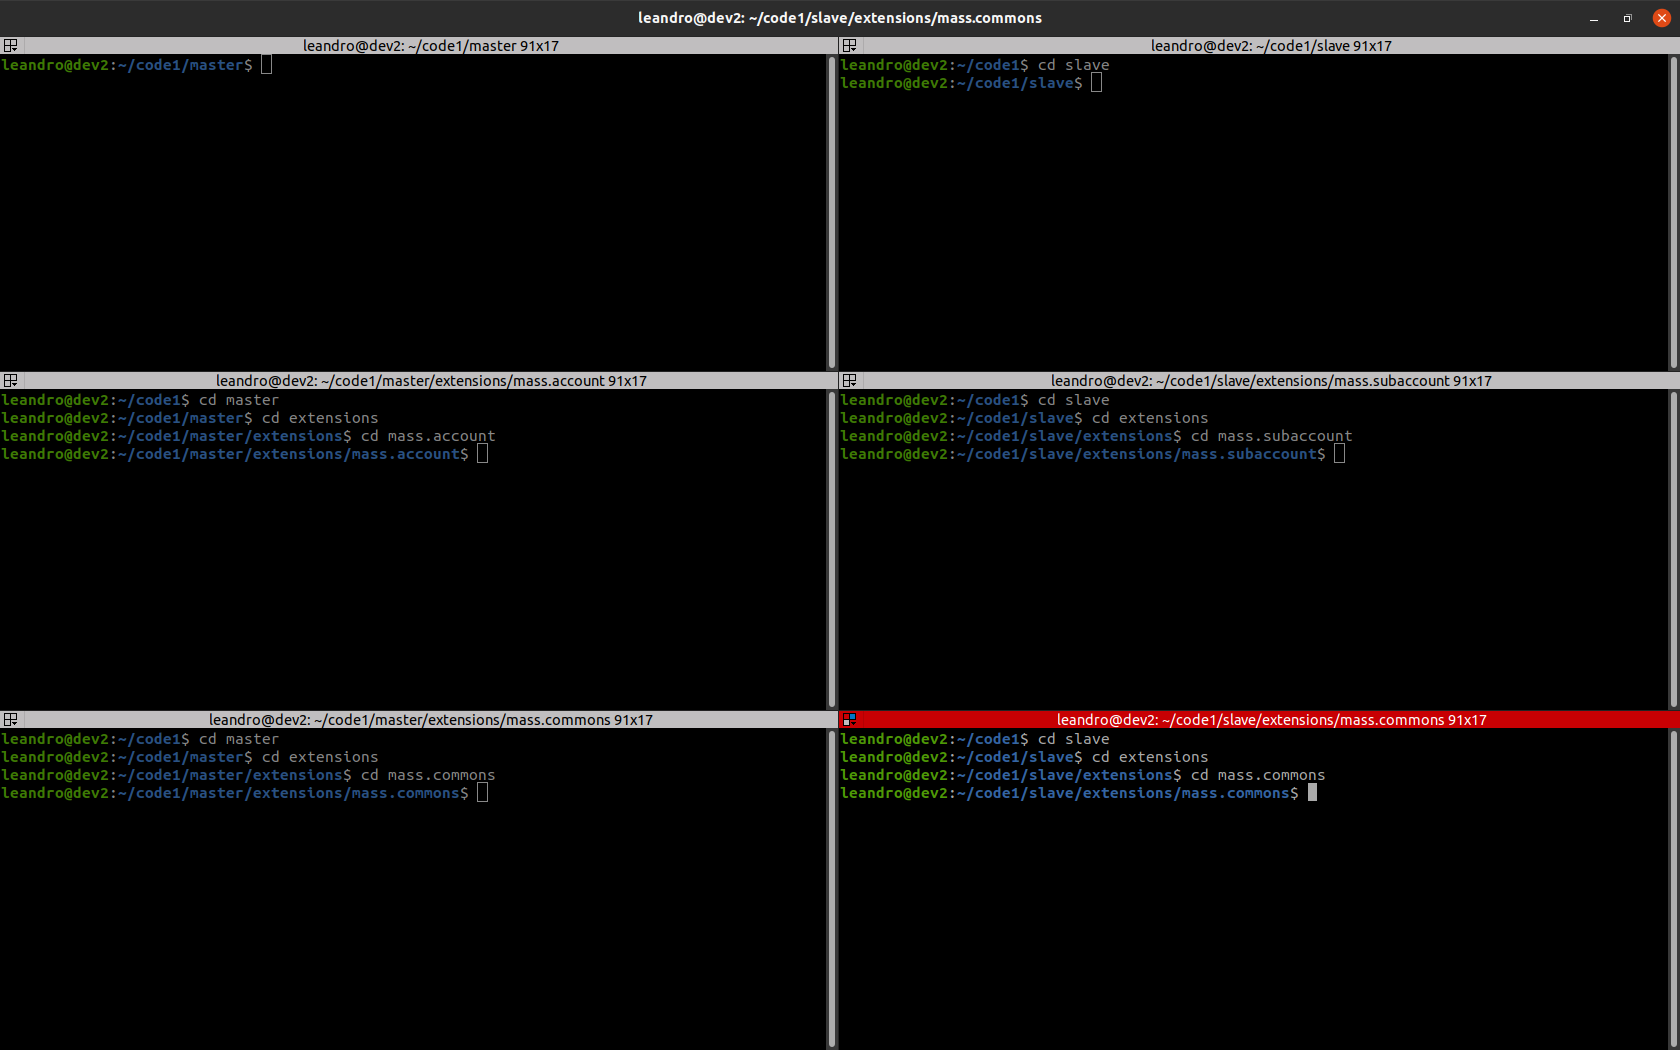 leandro@dev2: ~/code1/slave/extensions/mass.commons
leandro@dev2: ~/code1/master 91x17
leandro@dev2:~/code1/master$
leandro@dev2: ~/code1/slave 91x17
leandro@dev2:~/code1$ cd slave
leandro@dev2:~/code1/slave$
leandro@dev2: ~/code1/master/extensions/mass.account 91x17
leandro@dev2:~/code1$ cd master
leandro@dev2:~/code1/master$ cd extensions
leandro@dev2:~/code1/master/extensions$ cd mass.account
leandro@dev2:~/code1/master/extensions/mass.account$
leandro@dev2: ~/code1/slave/extensions/mass.subaccount 91x17
leandro@dev2:~/code1$ cd slave
leandro@dev2:~/code1/slave$ cd extensions
leandro@dev2:~/code1/slave/extensions$ cd mass.subaccount
leandro@dev2:~/code1/slave/extensions/mass.subaccount$
leandro@dev2: ~/code1/master/extensions/mass.commons 91x17
leandro@dev2:~/code1$ cd master
leandro@dev2:~/code1/master$ cd extensions
leandro@dev2:~/code1/master/extensions$ cd mass.commons
leandro@dev2:~/code1/master/extensions/mass.commons$
leandro@dev2: ~/code1/slave/extensions/mass.commons 91x17
leandro@dev2:~/code1$ cd slave
leandro@dev2:~/code1/slave$ cd extensions
leandro@dev2:~/code1/slave/extensions$ cd mass.commons
leandro@dev2:~/code1/slave/extensions/mass.commons$